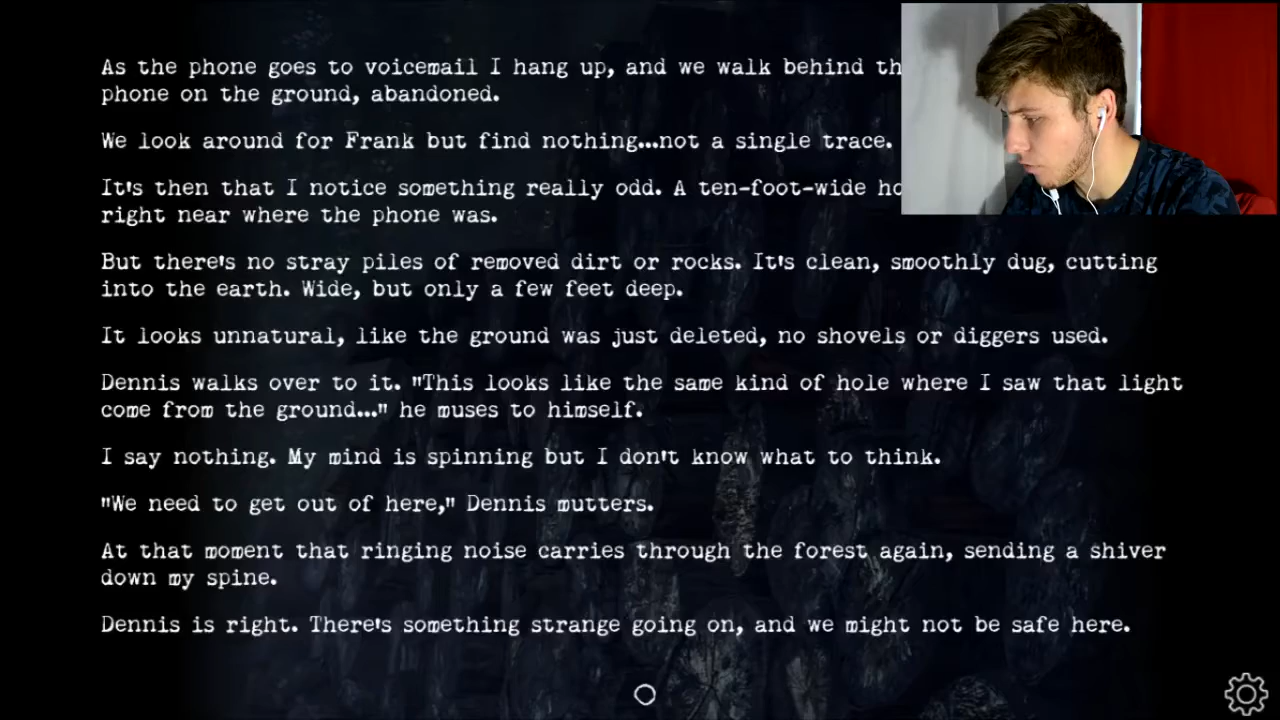 As the phone goes to voicemail I hang up, and we walk behind
phone on the ground, abandoned.
We look around for Frank but find nothing...not a single trace.
It's then that I notice something really odd. A ten-foot-wide
right near where the phone was.
But there's no stray piles of removed dirt or rocks. It's clean, smoothly dug, cutting
into the earth. Wide, but only a few feet deep.
It looks unnatural, like the ground was just deleted, no shovels or diggers used.
Dennis walks over to it. "This looks like the same kind of hole where I saw that light
come from the ground..." he muses to himself.
I say nothing. My mind is spinning but I don't know what to think.
"We need to get out of here," Dennis mutters.
At that moment that ringing noise carries through the forest again, sending a shiver
down my spine.
Dennis is right. There's something strange going on, and we might not be safe here.